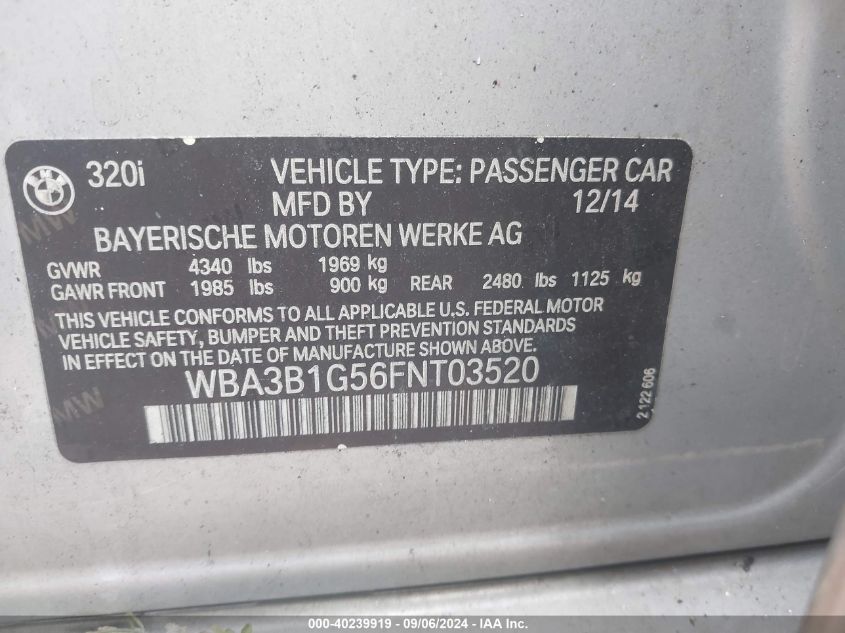 320i VEHICLE TYPE: PASSENGER CAR
MFD BY 12/14
BAYERISCHE MOTOREN WERKE AG
GVWR 4340 lbs 1969 kg
GAWR FRONT 1985 lbs 900 kg REAR 2480 lbs 1125 kg
THIS VEHICLE CONFORMS TO ALL APPLICABLE U.S. FEDERAL MOTOR
VEHICLE SAFETY, BUMPER AND THEFT PREVENTION STANDARDS
IN EFFECT ON THE DATE OF MANUFACTURE SHOWN ABOVE.
WBA3B1G56FNT03520
2 122 606
000-40239919 - 09/06/2024 - IAA Inc.